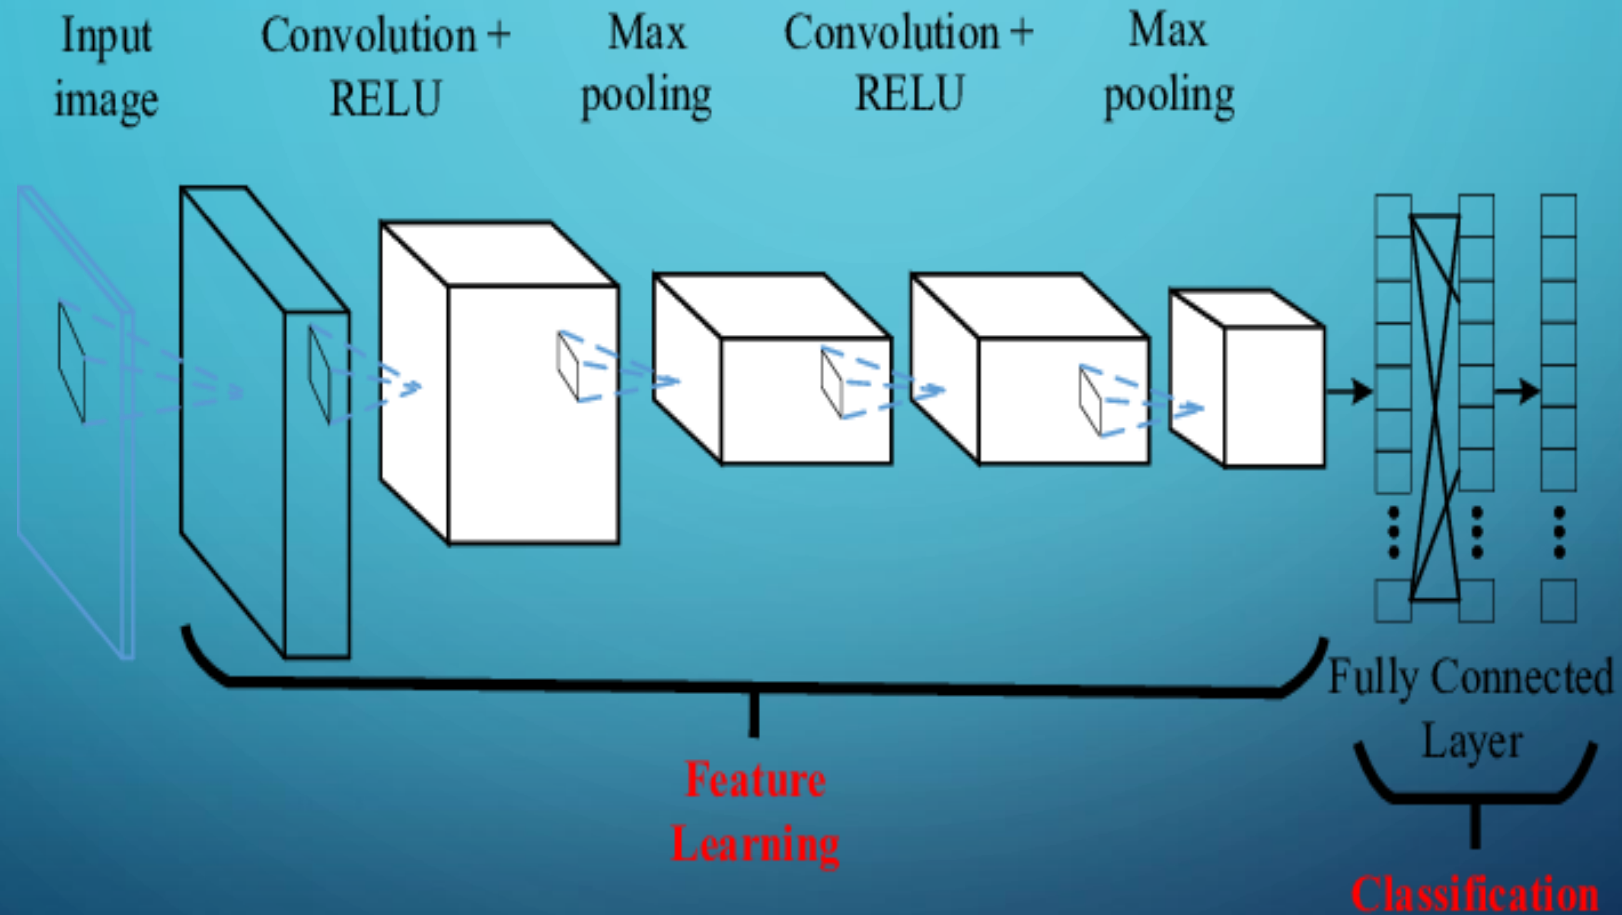 Input
image
Convolution +
RELU
Max
pooling
Convolution +
RELU
Max
pooling
Fully Connected
Layer
Feature
Learning
Classification